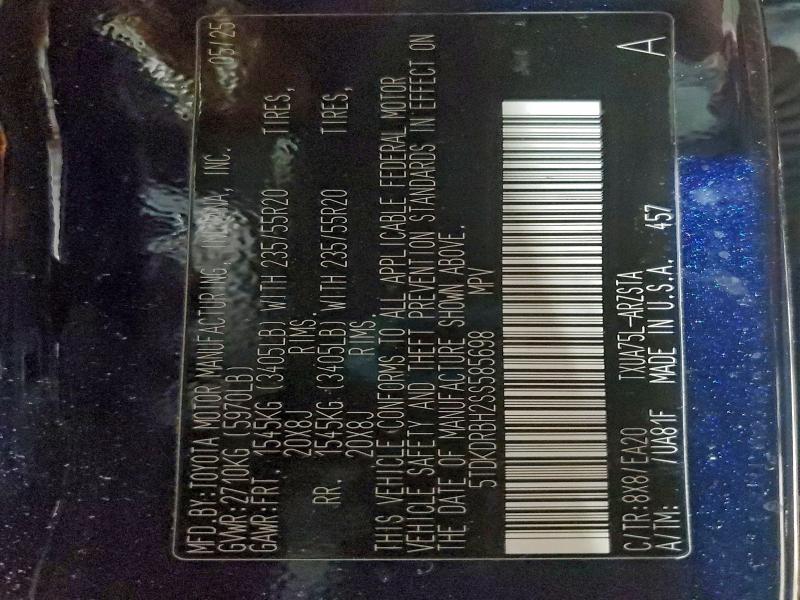 MFD.BY:TOYOTA MOTOR MANUFACTURING, INDIANA, INC. 05/25
GVWR:2710KG (5970LB)
GAWR:FRT. 1545KG (3405LB) WITH 235/55R20 TIRES,
20X8J RIMS.
RR. 1545KG (3405LB) WITH 235/55R20 TIRES,
20X8J RIMS.
THIS VEHICLE CONFORMS TO ALL APPLICABLE FEDERAL MOTOR
VEHICLE SAFETY AND THEFT PREVENTION STANDARDS IN EFFECT ON
THE DATE OF MANUFACTURE SHOWN ABOVE.
5TDKDRBH2SS585698 MPV
C/TR:8X8/EA20 TXUA75L-ARZSTA A
A/TM: /UA81F MADE IN U.S.A. 457